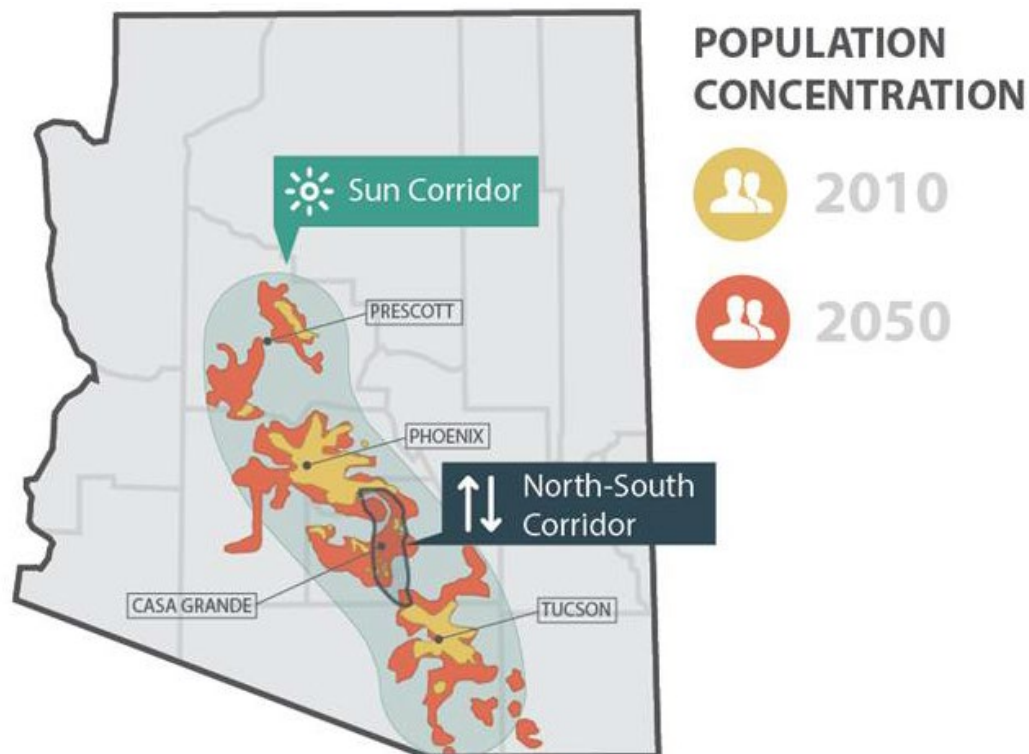 POPULATION
CONCENTRATION
2010
2050
Sun Corridor
PRESCOTT
PHOENIX
North-South
Corridor
CASA GRANDE
TUCSON